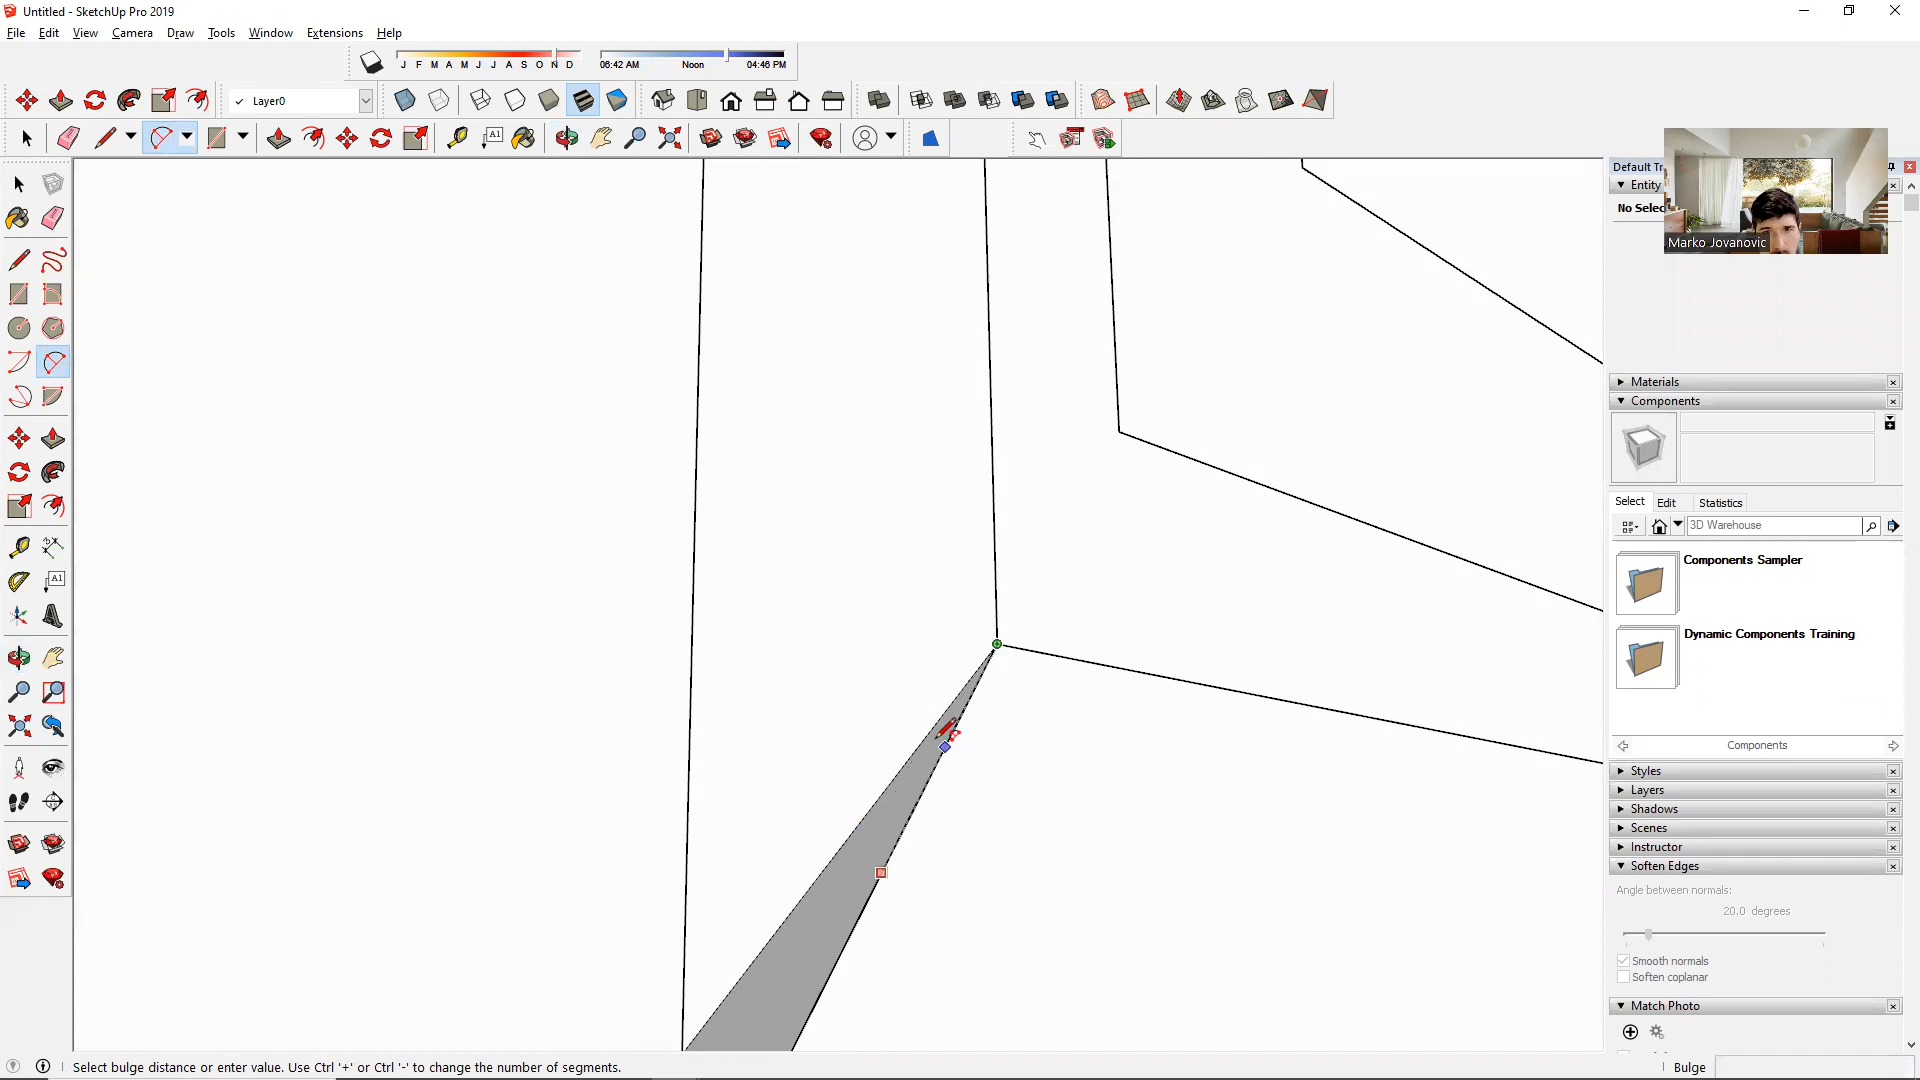 Untitled - SketchUp Pro 2019
File Edit View Camera Draw Tools Window Extensions Help
J F M A M J J A S O N D
06:42 AM Noon 04:46 PM
Layer0
A1
Default Tr
Entity
No Selec
Marko Jovanovic
Materials
Components
Select Edit Statistics
3D Warehouse
Components Sampler
Dynamic Components Training
A1
Components
Styles
Layers
Shadows
Scenes
Instructor
Soften Edges
Angle between normals:
20.0 degrees
Smooth normals
Soften coplanar
Match Photo
Select bulge distance or enter value. Use Ctrl '+' or Ctrl '-' to change the number of segments.
Bulge